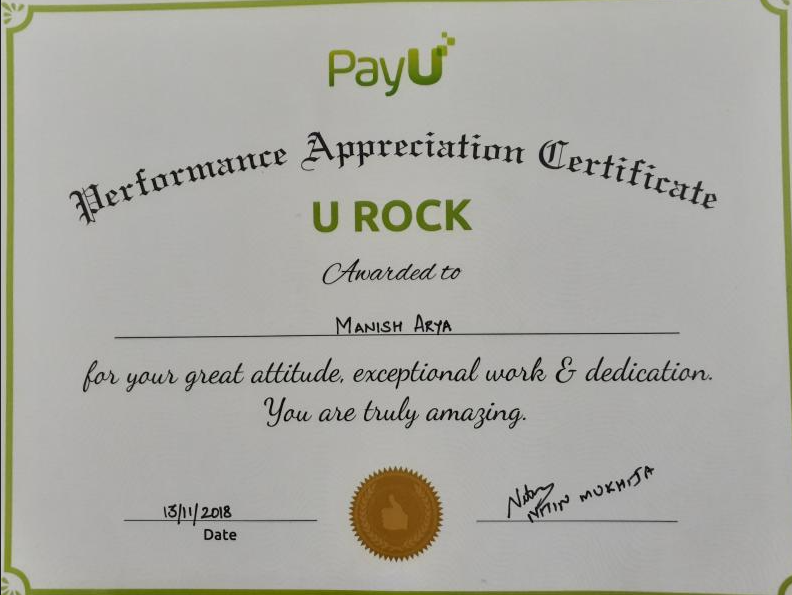 PayU
Performance Appreciation Certificate
U ROCK
Awarded to
MANISH ARYA
for your great attitude, exceptional work & dedication.
You are truly amazing.
13/11/2018
Date
Nitin
NITIN MUKHIJA